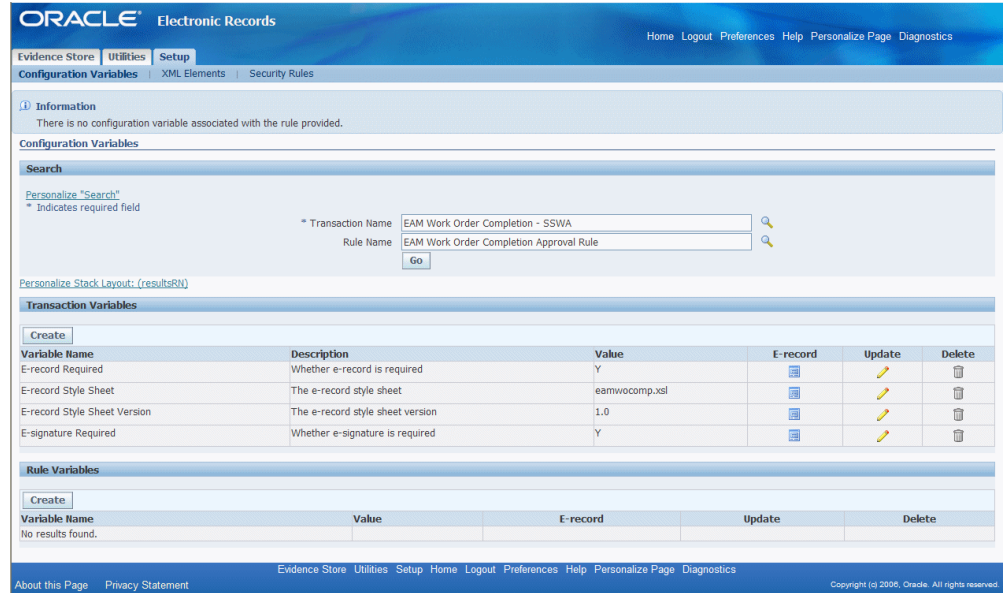 ORACLE® Electronic Records
Home Logout Preferences Help Personalize Page Diagnostics
Evidence Store Utilities Setup
Configuration Variables | XML Elements | Security Rules
Information
There is no configuration variable associated with the rule provided.
Configuration Variables
Search
Personalize "Search"
* Indicates required field
* Transaction Name EAM Work Order Completion - SSWA
Rule Name EAM Work Order Completion Approval Rule
Go
Personalize Stack Layout: (resultsRN)
Transaction Variables
Create
Variable Name Description Value E-record Update Delete
E-record Required Whether e-record is required Y
E-record Style Sheet The e-record style sheet eamwocomp.xsl
E-record Style Sheet Version The e-record style sheet version 1.0
E-signature Required Whether e-signature is required Y
Rule Variables
Create
Variable Name Value E-record Update Delete
No results found.
Evidence Store Utilities Setup Home Logout Preferences Help Personalize Page Diagnostics
About this Page Privacy Statement Copyright (c) 2006, Oracle. All rights reserved.